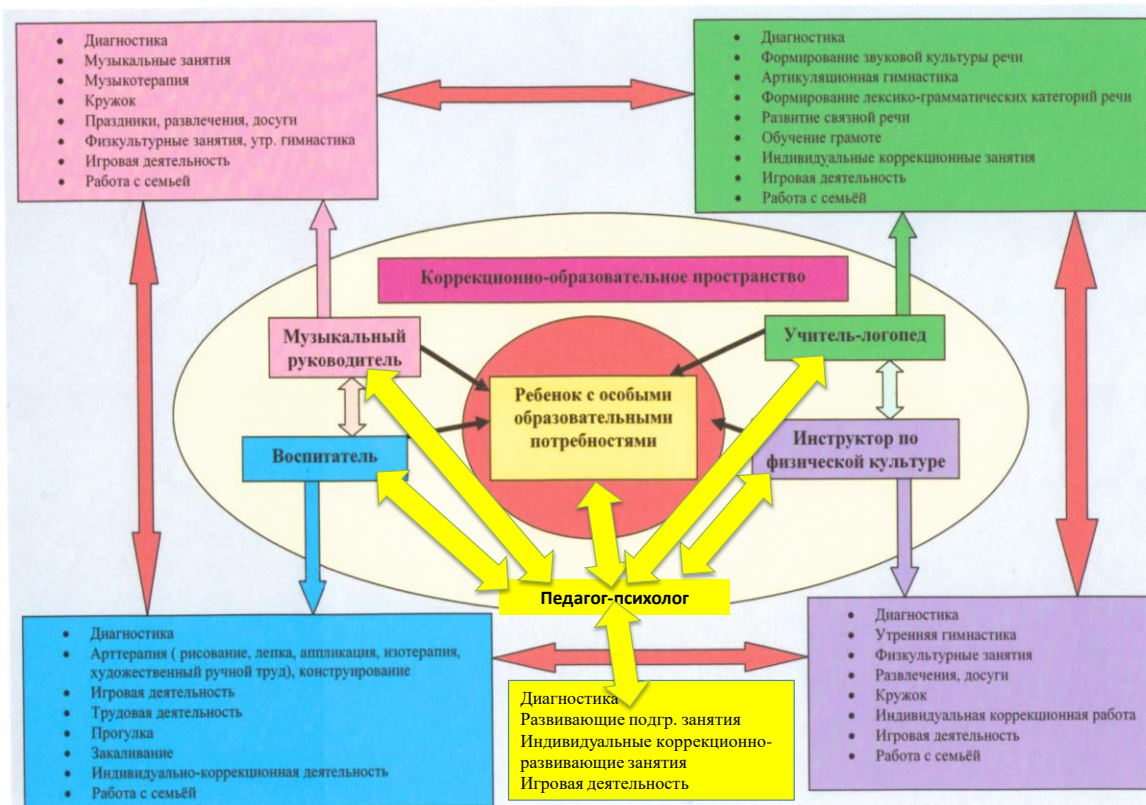 • Диагностика
• Музыкальные занятия
• Музыкотерапия
• Кружок
• Праздники, развлечения, досуги
• Физкультурные занятия, утр. гимнастика
• Игровая деятельность
• Работа с семьей
• Диагностика
• Формирование звуковой культуры речи
• Артикуляционная гимнастика
• Формирование лексико-грамматических категорий речи
• Развитие связной речи
• Обучение грамоте
• Индивидуальные коррекционные занятия
• Игровая деятельность
• Работа с семьёй
Коррекционно-образовательное пространство
Музыкальный
руководитель
Учитель-логопед
Ребенок с особыми
образовательными
потребностями
Воспитатель
Инструктор по
физической культуре
Педагог-психолог
• Диагностика
• Арттерапия ( рисование, лепка, аппликация, изотерапия,
художественный ручной труд), конструирование
• Игровая деятельность
• Трудовая деятельность
• Прогулка
• Закаливание
• Индивидуально-коррекционная деятельность
• Работа с семьёй
Диагностика
Развивающие подгр. занятия
Индивидуальные коррекционно-
развивающие занятия
Игровая деятельность
• Диагностика
• Утренняя гимнастика
• Физкультурные занятия
• Развлечения, досуги
• Кружок
• Индивидуальная коррекционная работа
• Игровая деятельность
• Работа с семьёй